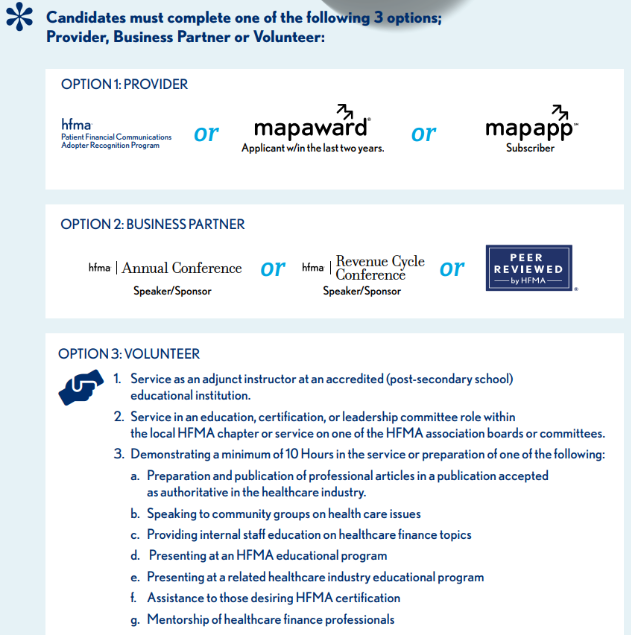 Candidates must complete one of the following 3 options;
Provider, Business Partner or Volunteer:
OPTION 1: PROVIDER
hfma
Patient Financial Communications
Adopter Recognition Program
or
mapaward®
Applicant w/in the last two years.
or
mapapp™
Subscriber
OPTION 2: BUSINESS PARTNER
hfma | Annual Conference
Speaker/Sponsor
or
hfma | Revenue Cycle
Conference
Speaker/Sponsor
or
PEER
REVIEWED
by HFMA
®
OPTION 3: VOLUNTEER
1. Service as an adjunct instructor at an accredited (post-secondary school)
educational institution.
2. Service in an education, certification, or leadership committee role within
the local HFMA chapter or service on one of the HFMA association boards or committees.
3. Demonstrating a minimum of 10 Hours in the service or preparation of one of the following:
a. Preparation and publication of professional articles in a publication accepted
as authoritative in the healthcare industry.
b. Speaking to community groups on health care issues
c. Providing internal staff education on healthcare finance topics
d. Presenting at an HFMA educational program
e. Presenting at a related healthcare industry educational program
f. Assistance to those desiring HFMA certification
g. Mentorship of healthcare finance professionals